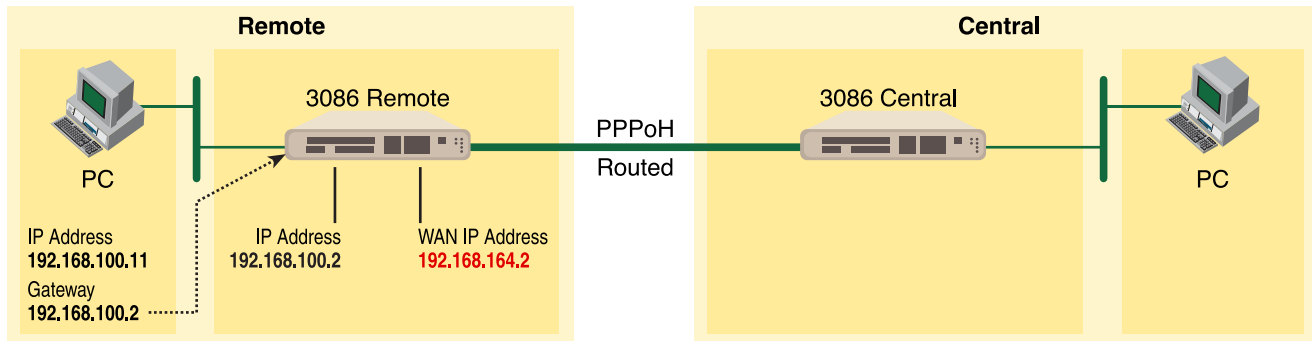 Remote
PC
IP Address
192.168.100.11
Gateway
192.168.100.2
3086 Remote
IP Address
192.168.100.2
WAN IP Address
192.168.164.2
PPPoH
Routed
Central
3086 Central
PC